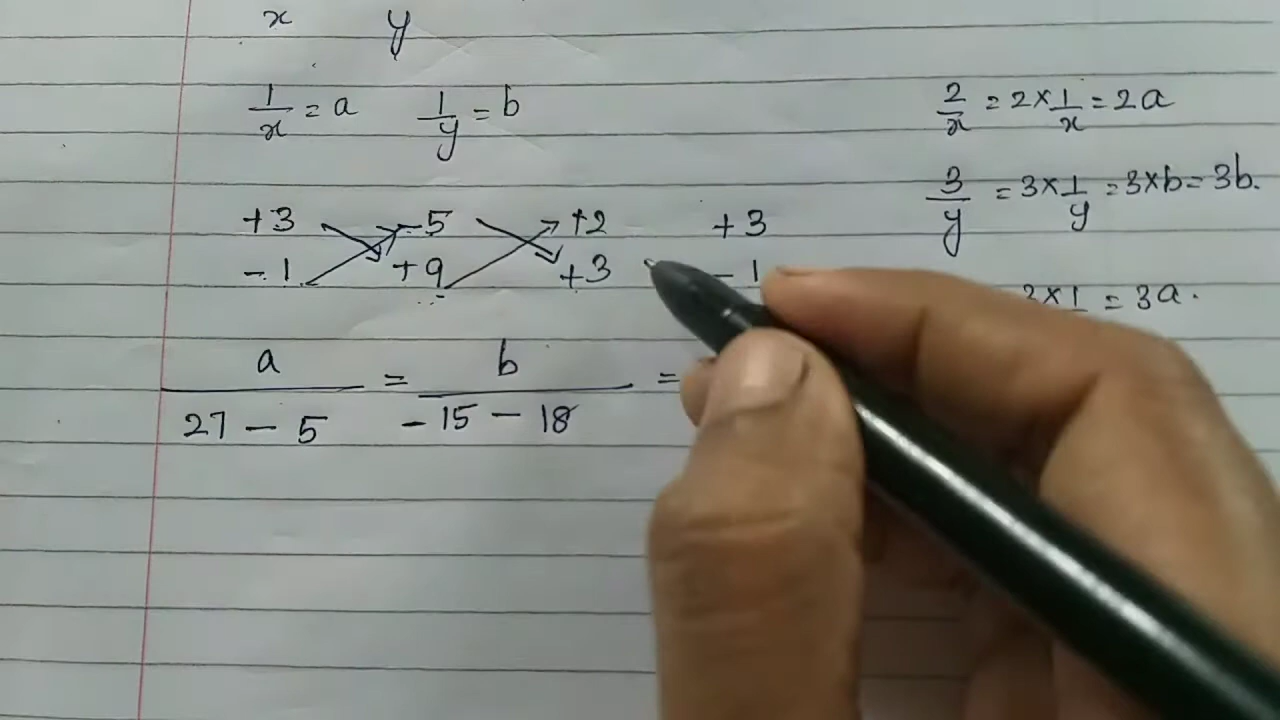 x y
1/x = a 1/y = b 2/x = 2×1/x = 2a
3/y = 3×1/y = 3×b = 3b.
+3 -5 +2 +3
-1 +9 +3 -1
3×1 = 3a.
a/27 - 5 = b/-15 - 18 =